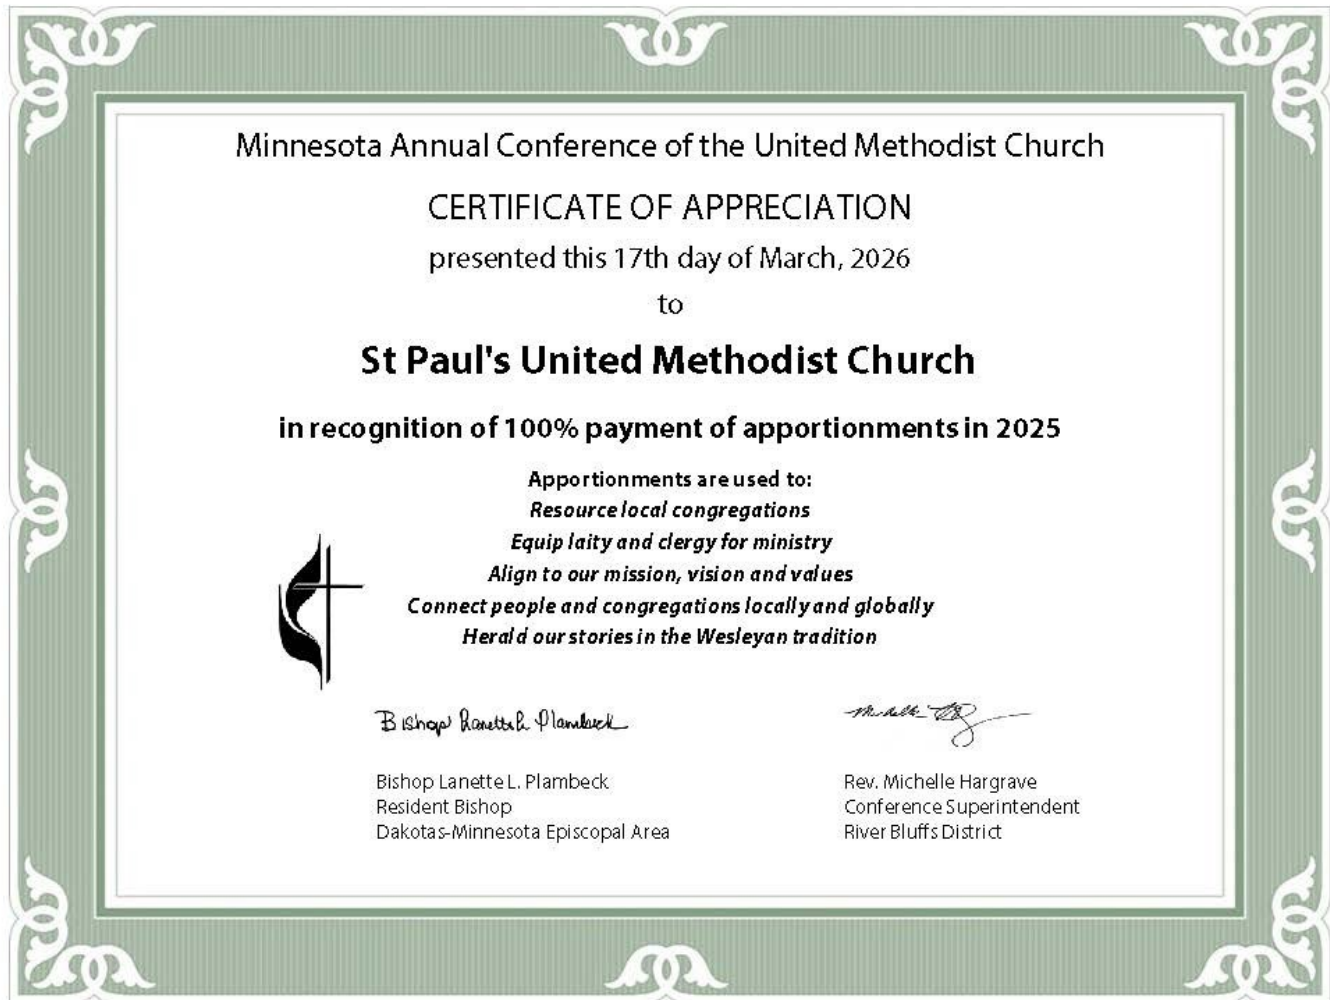 Minnesota Annual Conference of the United Methodist Church
CERTIFICATE OF APPRECIATION
presented this 17th day of March, 2026
to
St Paul's United Methodist Church
in recognition of 100% payment of apportionments in 2025
Apportionments are used to:
Resource local congregations
Equip laity and clergy for ministry
Align to our mission, vision and values
Connect people and congregations locally and globally
Herald our stories in the Wesleyan tradition
Bishop Lanette L Plambeck
Bishop Lanette L. Plambeck
Resident Bishop
Dakotas-Minnesota Episcopal Area
Rev. Michelle Hargrave
Conference Superintendent
River Bluffs District